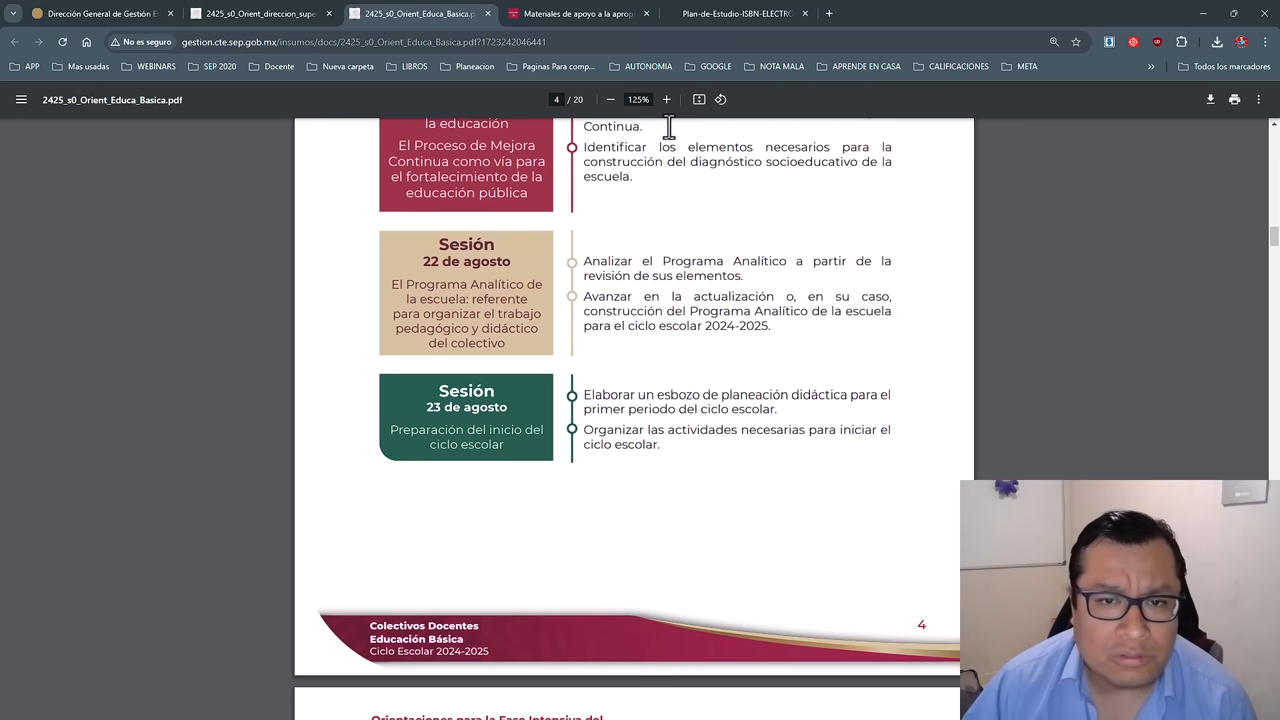 Dirección General de Gestión E
2425_s0_Orient_direccion_supe
2425_s0_Orient_Educa_Basica.p
Materiales de apoyo a la aprop
Plan-de-Estudio-ISBN-ELECTRO
No es seguro
gestion.cte.sep.gob.mx/insumos/docs/2425_s0_Orient_Educa_Basica.pdf?1723242046441
APP
Mas usadas
WEBINARS
SEP 2020
Docente
Nueva carpeta
LIBROS
Planeacion
Paginas Para comp...
AUTONOMIA
GOOGLE
NOTA MALA
APRENDE EN CASA
CALIFICACIONES
META
Todos los marcadores
2425_s0_Orient_Educa_Basica.pdf
4 / 20
125%
la educación
El Proceso de Mejora
Continua como vía para
el fortalecimiento de la
educación pública
Continua.
Identificar los elementos necesarios para la
construcción del diagnóstico socioeducativo de la
escuela.
Sesión
22 de agosto
El Programa Analítico de
la escuela: referente
para organizar el trabajo
pedagógico y didáctico
del colectivo
Analizar el Programa Analítico a partir de la
revisión de sus elementos.
Avanzar en la actualización o, en su caso,
construcción del Programa Analítico de la escuela
para el ciclo escolar 2024-2025.
Sesión
23 de agosto
Preparación del inicio del
ciclo escolar
Elaborar un esbozo de planeación didáctica para el
primer periodo del ciclo escolar.
Organizar las actividades necesarias para iniciar el
ciclo escolar.
Colectivos Docentes
Educación Básica
Ciclo Escolar 2024-2025
4
Orientaciones para la Fase Intensiva del